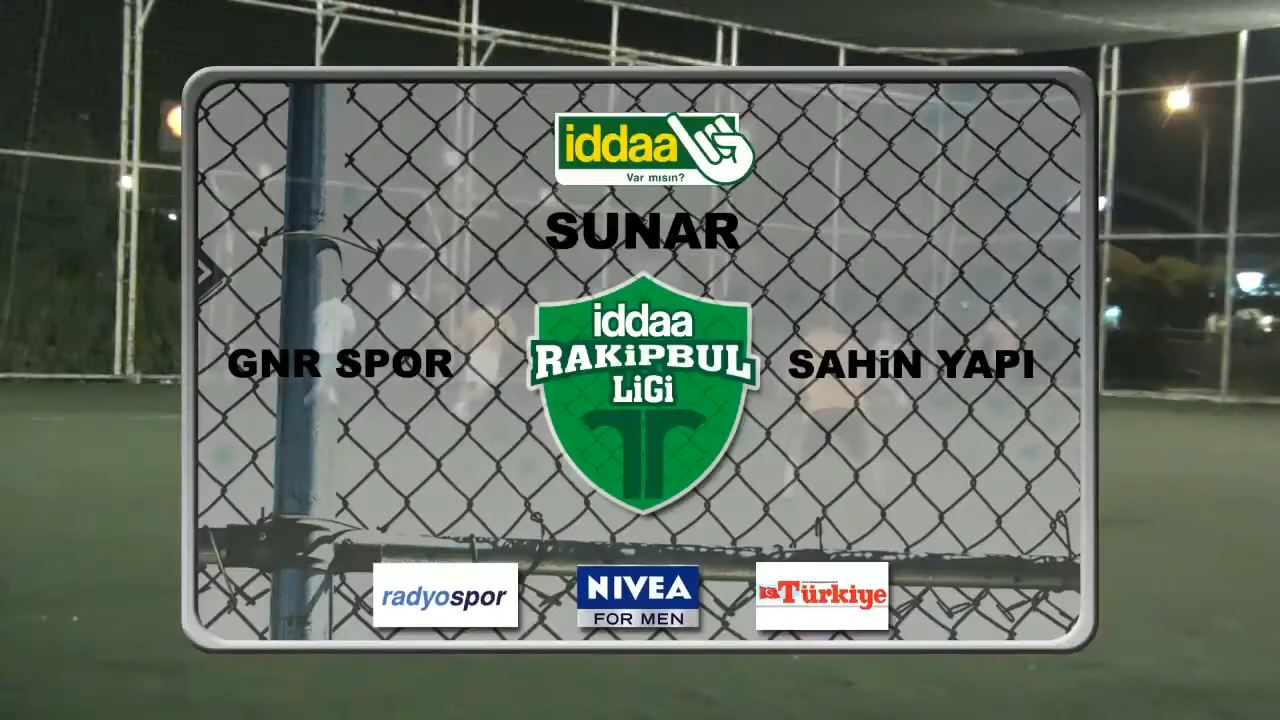 iddaa
Var mısın?
SUNAR
iddaa
RAKiPBUL
LiGi
GNR SPOR
SAHiN YAPI
radyospor
NIVEA
FOR MEN
Türkiye